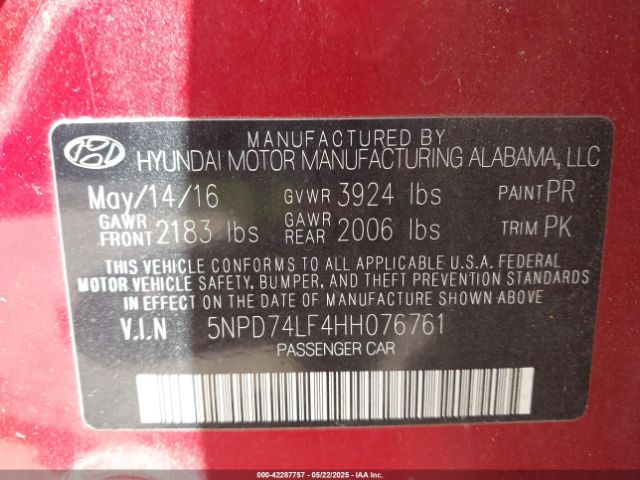 MANUFACTURED BY
HYUNDAI MOTOR MANUFACTURING ALABAMA, LLC
May/14/16 GVWR 3924 lbs PAINT PR
GAWR FRONT 2183 lbs GAWR REAR 2006 lbs TRIM PK
THIS VEHICLE CONFORMS TO ALL APPLICABLE U.S.A. FEDERAL
MOTOR VEHICLE SAFETY, BUMPER, AND THEFT PREVENTION STANDARDS
IN EFFECT ON THE DATE OF MANUFACTURE SHOWN ABOVE.
V.I.N 5NPD74LF4HH076761
PASSENGER CAR
000-42287757 - 05/22/2025 - IAAI.COM